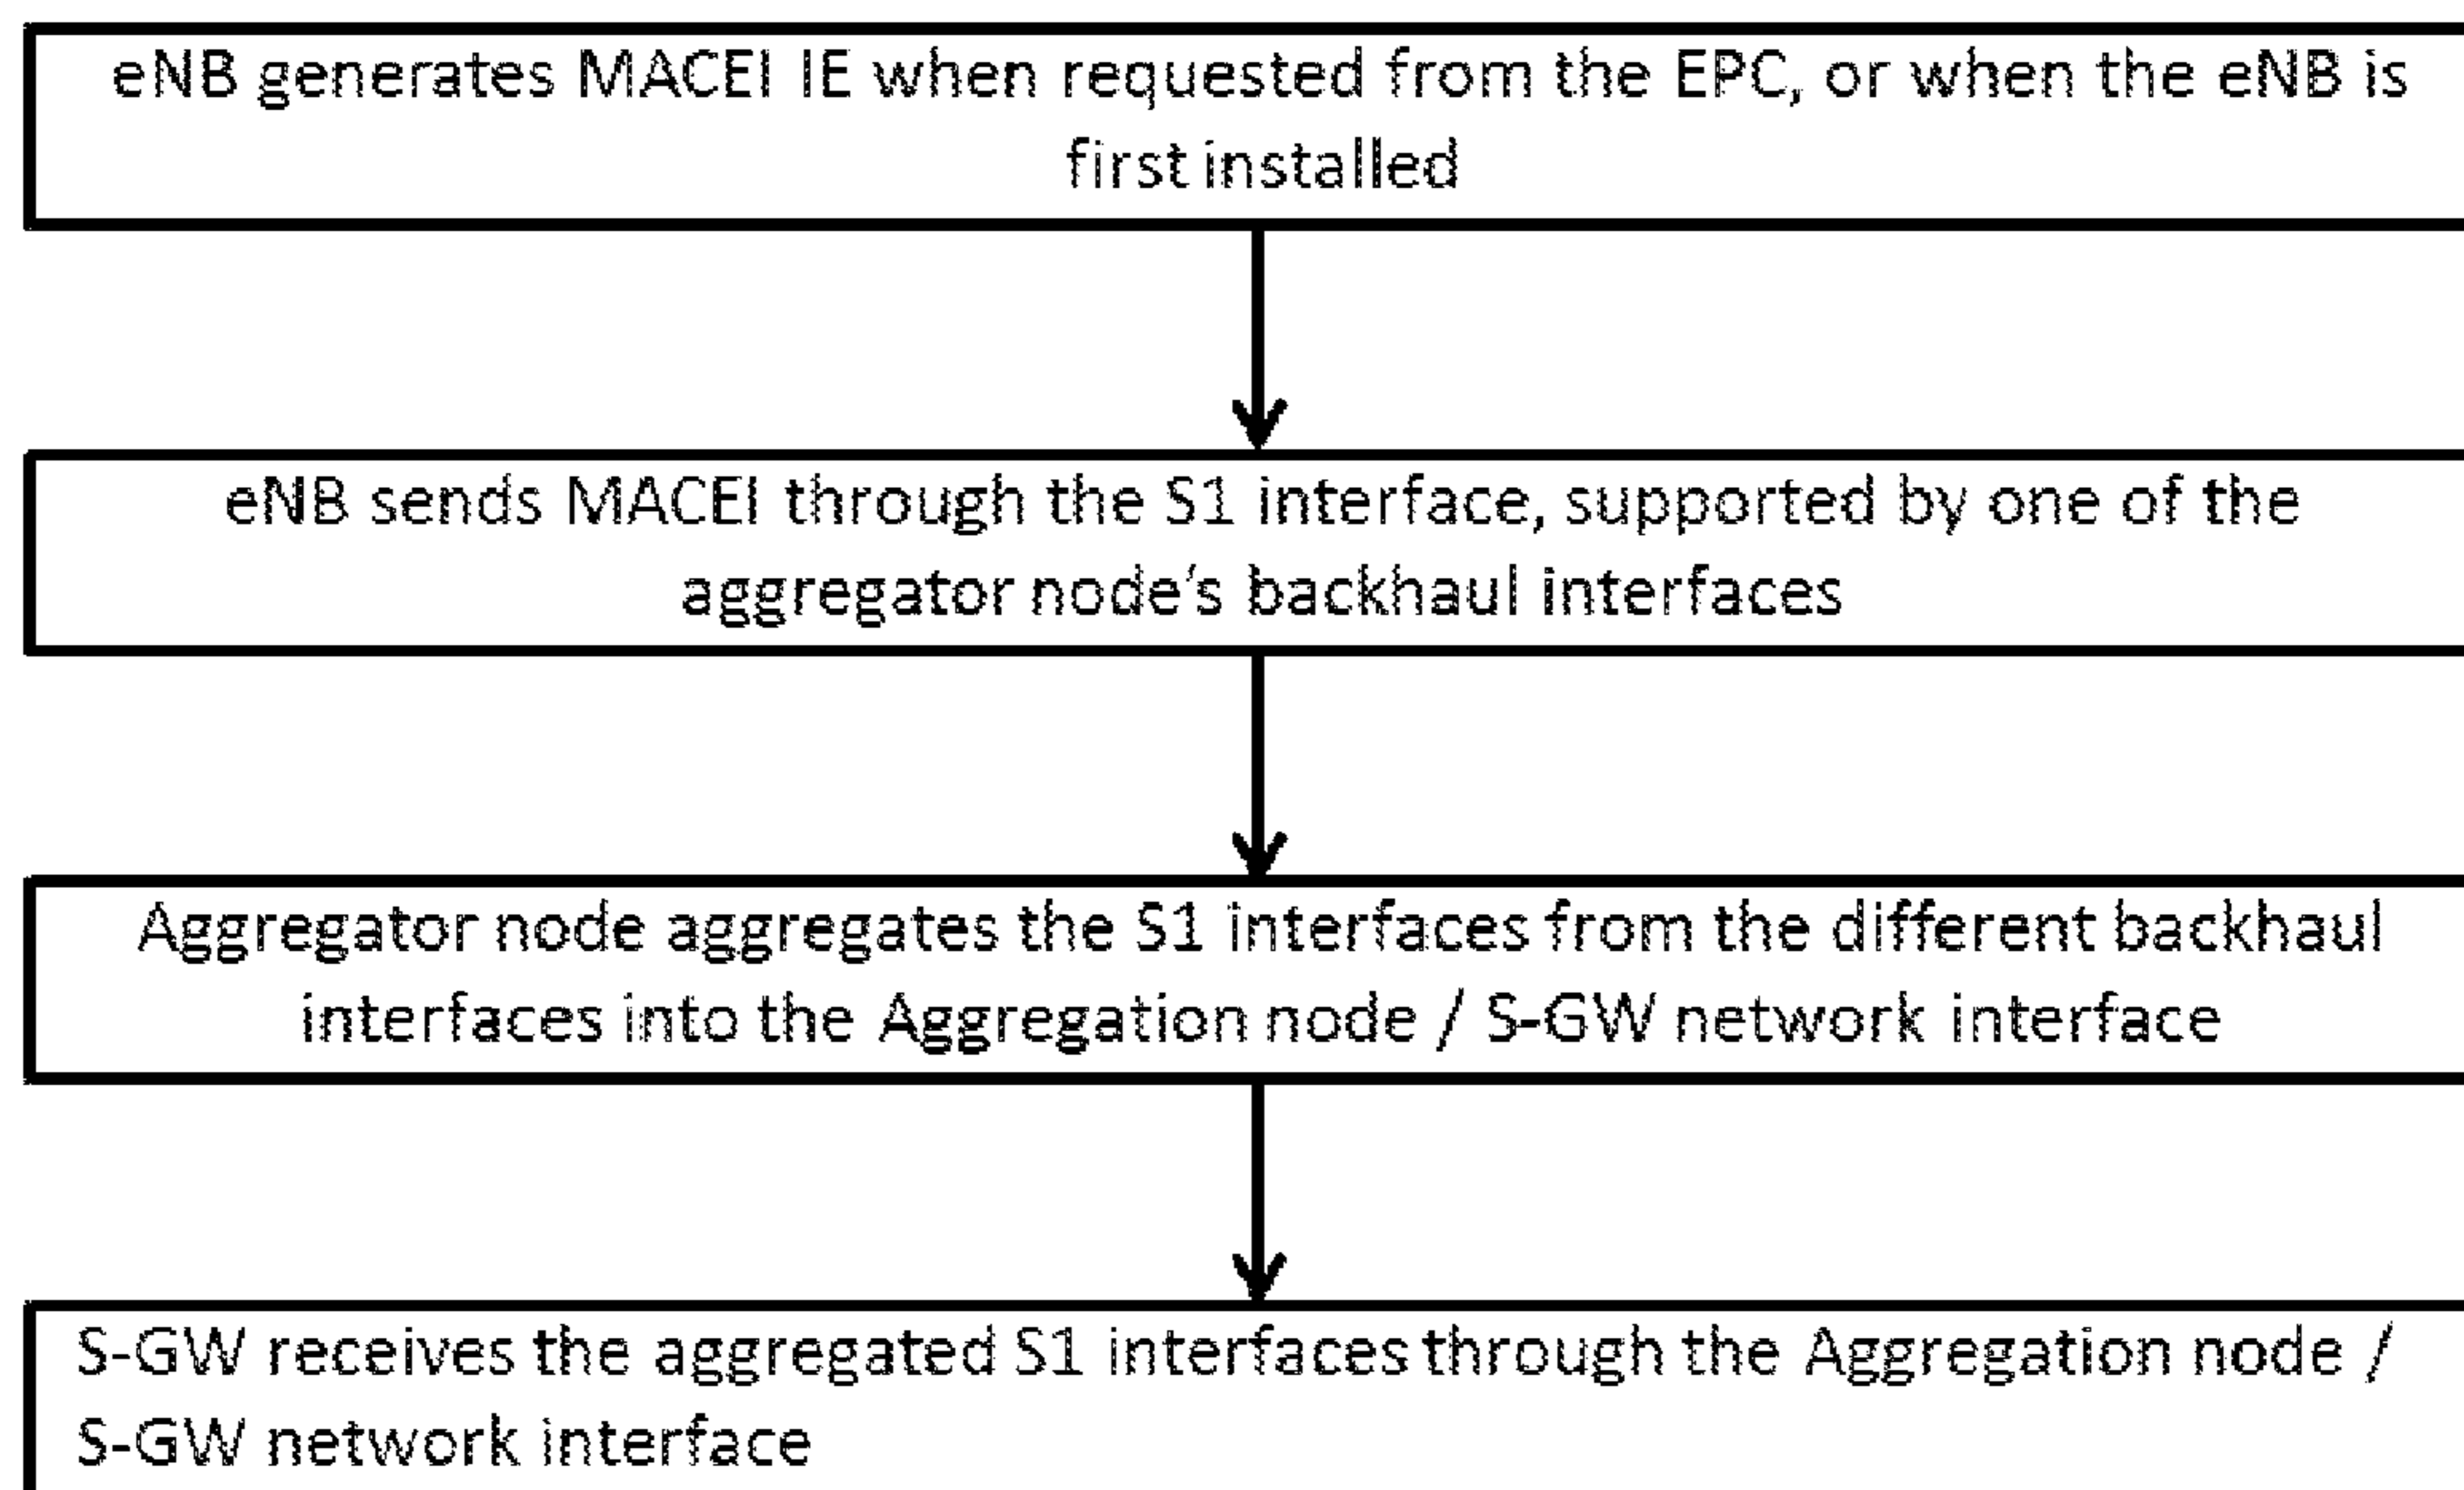 eNB generates MACEI IE when requested from the EPC, or when the eNB is
first installed
eNB sends MACEI through the S1 interface, supported by one of the
aggregator node's backhaul interfaces
Aggregator node aggregates the S1 interfaces from the different backhaul
interfaces into the Aggregation node / S-GW network interface
S-GW receives the aggregated S1 interfaces through the Aggregation node /
S-GW network interface